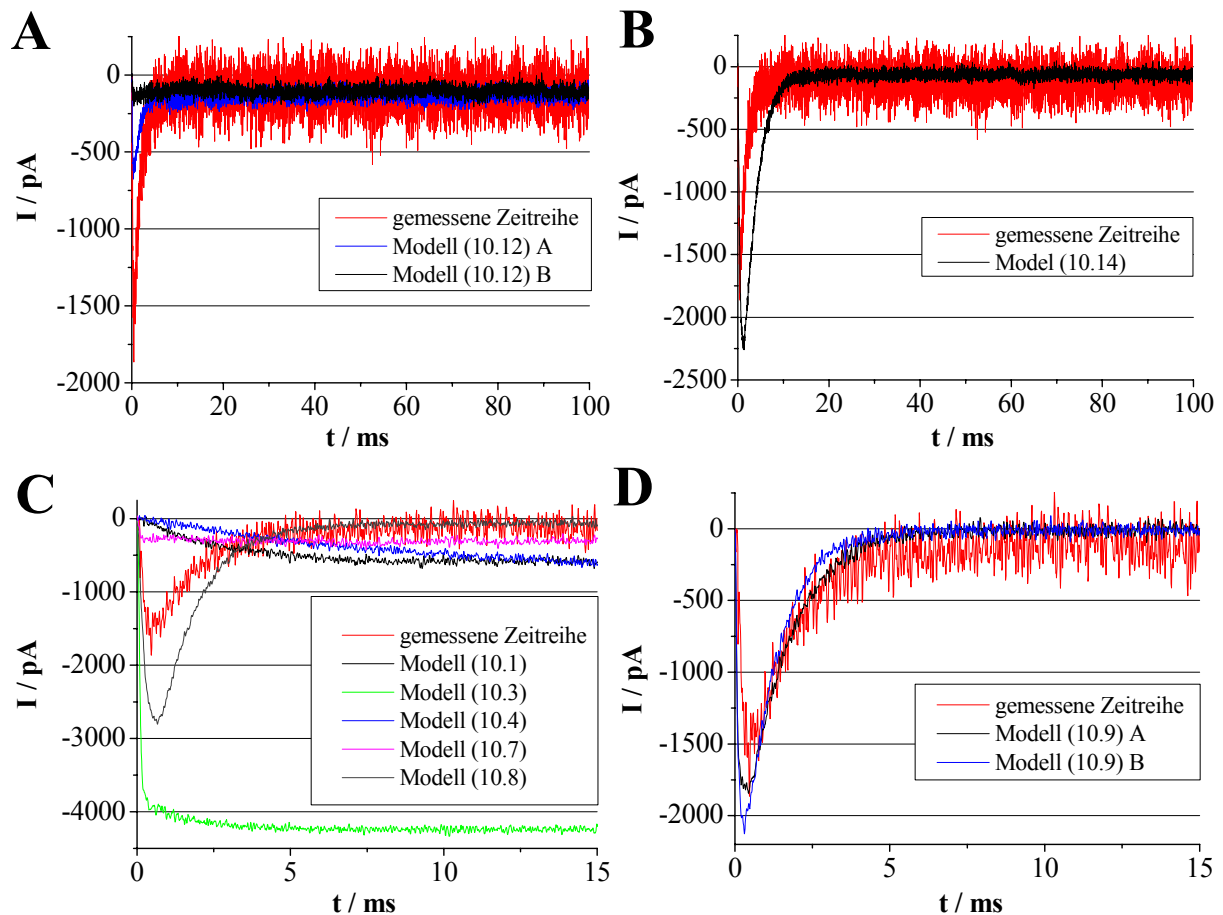 A
0
-500
-1000
-1500
-2000
I / pA
0 20 40 60 80 100
t / ms
gemessene Zeitreihe
Modell (10.12) A
Modell (10.12) B
B
0
-500
-1000
-1500
-2000
-2500
I / pA
0 20 40 60 80 100
t / ms
gemessene Zeitreihe
Model (10.14)
C
0
-1000
-2000
-3000
-4000
I / pA
0 5 10 15
t / ms
gemessene Zeitreihe
Modell (10.1)
Modell (10.3)
Modell (10.4)
Modell (10.7)
Modell (10.8)
D
0
-500
-1000
-1500
-2000
I / pA
0 5 10 15
t / ms
gemessene Zeitreihe
Modell (10.9) A
Modell (10.9) B